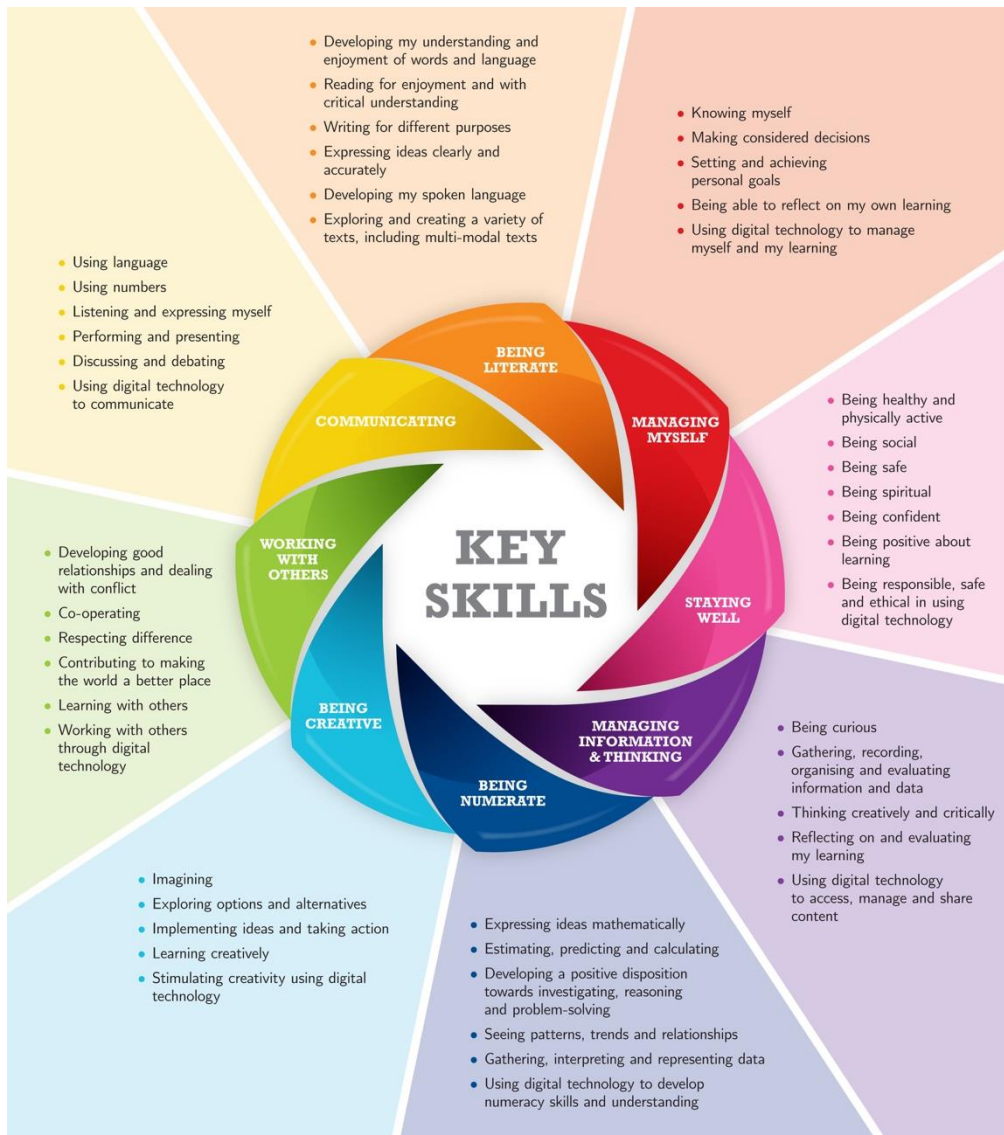 • Developing my understanding and
enjoyment of words and language
• Reading for enjoyment and with
critical understanding
• Writing for different purposes
• Expressing ideas clearly and
accurately
• Developing my spoken language
• Exploring and creating a variety of
texts, including multi-modal texts
• Knowing myself
• Making considered decisions
• Setting and achieving
personal goals
• Being able to reflect on my own learning
• Using digital technology to manage
myself and my learning
• Using language
• Using numbers
• Listening and expressing myself
• Performing and presenting
• Discussing and debating
• Using digital technology
to communicate
BEING
LITERATE
COMMUNICATING
MANAGING
MYSELF
• Being healthy and
physically active
• Being social
• Being safe
• Being spiritual
• Being confident
• Being positive about
learning
• Being responsible, safe
and ethical in using
digital technology
• Developing good
relationships and dealing
with conflict
• Co-operating
• Respecting difference
• Contributing to making
the world a better place
• Learning with others
• Working with others
through digital
technology
WORKING
WITH
OTHERS
KEY
SKILLS
STAYING
WELL
BEING
CREATIVE
MANAGING
INFORMATION
& THINKING
BEING
NUMERATE
• Being curious
• Gathering, recording,
organising and evaluating
information and data
• Thinking creatively and critically
• Reflecting on and evaluating
my learning
• Using digital technology
to access, manage and share
content
• Imagining
• Exploring options and alternatives
• Implementing ideas and taking action
• Learning creatively
• Stimulating creativity using digital
technology
• Expressing ideas mathematically
• Estimating, predicting and calculating
• Developing a positive disposition
towards investigating, reasoning
and problem-solving
• Seeing patterns, trends and relationships
• Gathering, interpreting and representing data
• Using digital technology to develop
numeracy skills and understanding